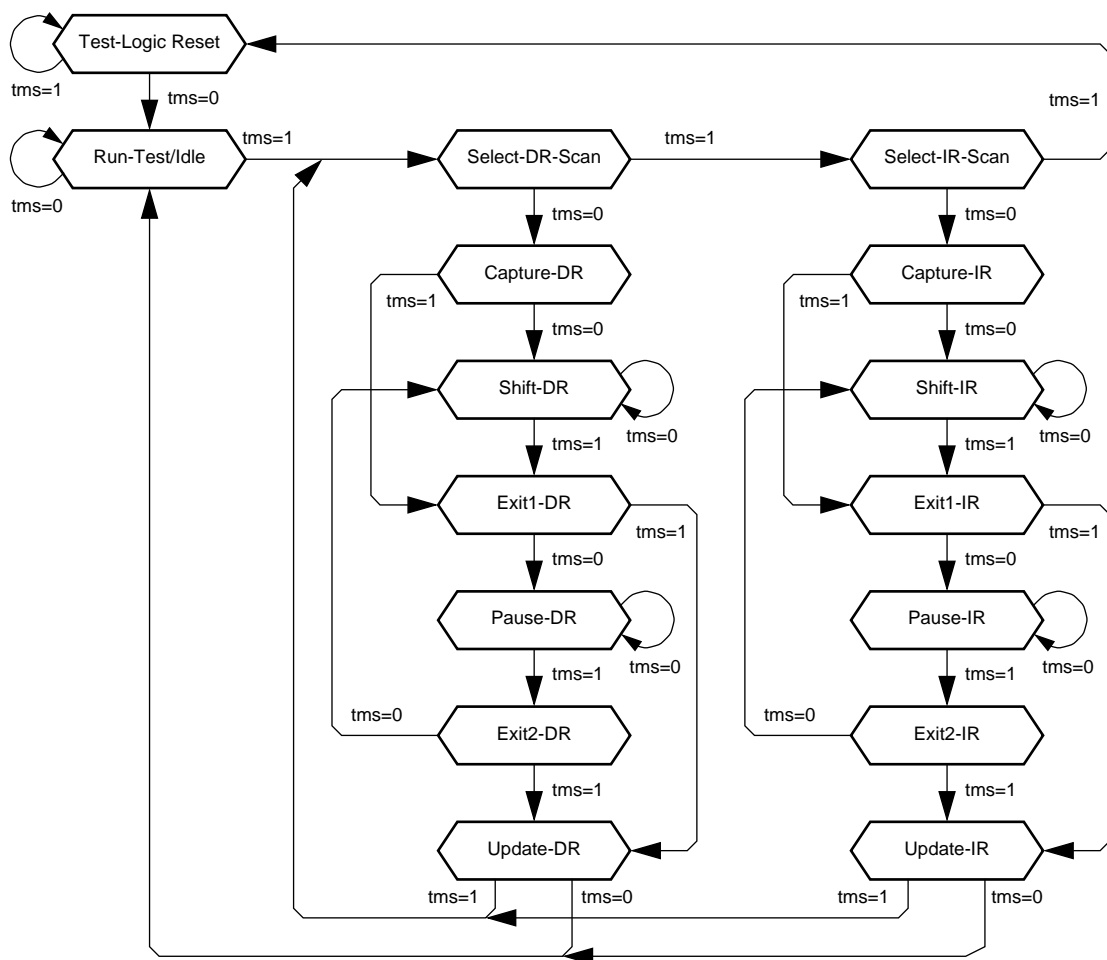 Test-Logic Reset
tms=1
tms=0
tms=1
Run-Test/Idle
tms=1
Select-DR-Scan
tms=1
Select-IR-Scan
tms=0
tms=0
tms=0
Capture-DR
Capture-IR
tms=1
tms=1
tms=0
tms=0
Shift-DR
Shift-IR
tms=1
tms=0
tms=1
tms=0
Exit1-DR
Exit1-IR
tms=1
tms=1
tms=0
tms=0
Pause-DR
Pause-IR
tms=1
tms=0
tms=1
tms=0
tms=0
Exit2-DR
tms=0
Exit2-IR
tms=1
tms=1
Update-DR
Update-IR
tms=1
tms=0
tms=1
tms=0